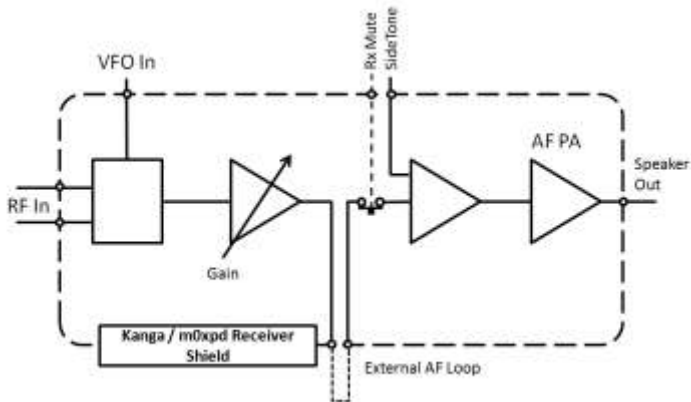 VFO In
Rx Mute
SideTone
AF PA
Speaker
Out
RF In
Gain
Kanga / m0xpd Receiver
Shield
External AF Loop